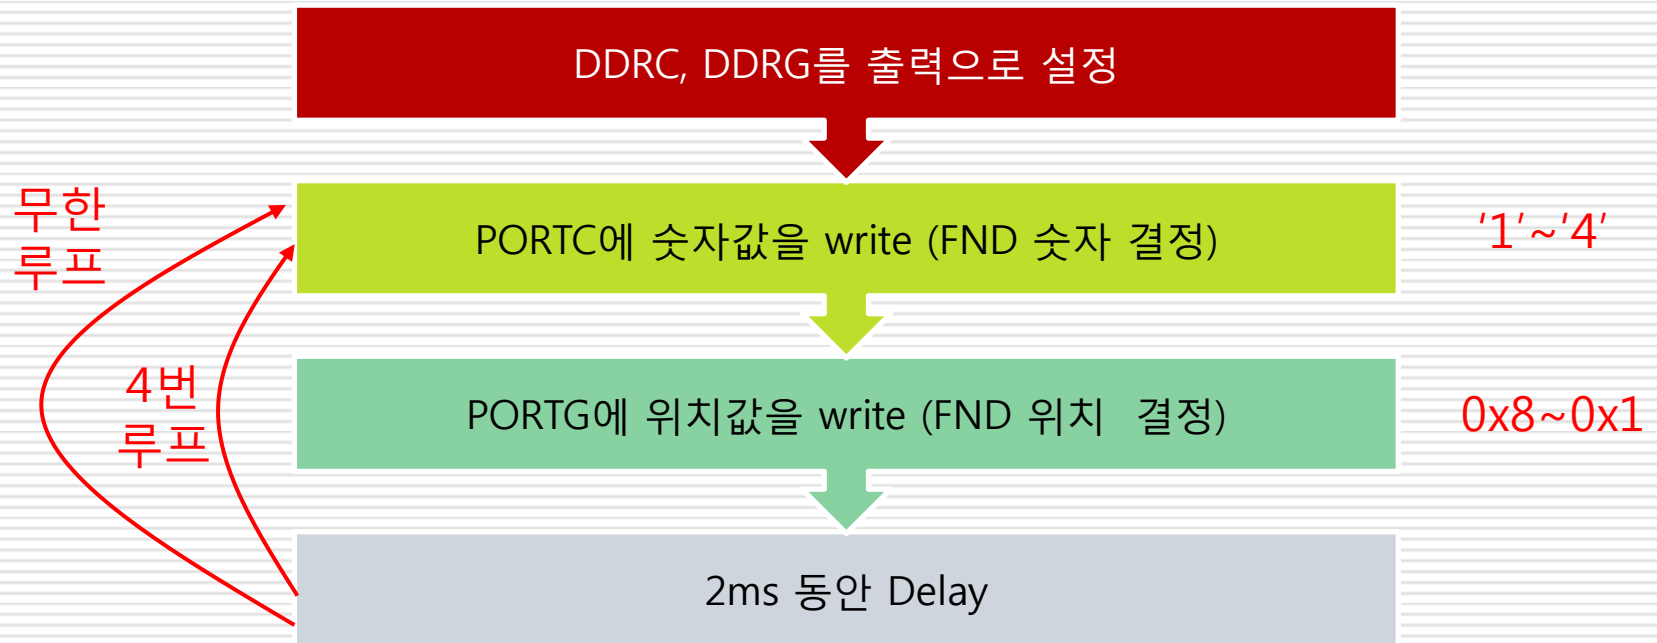 DDRC, DDRG를 출력으로 설정
무한
루프
PORTC에 숫자값을 write (FND 숫자 결정)
'1'~'4'
4번
루프
PORTG에 위치값을 write (FND 위치 결정)
0x8~0x1
2ms 동안 Delay